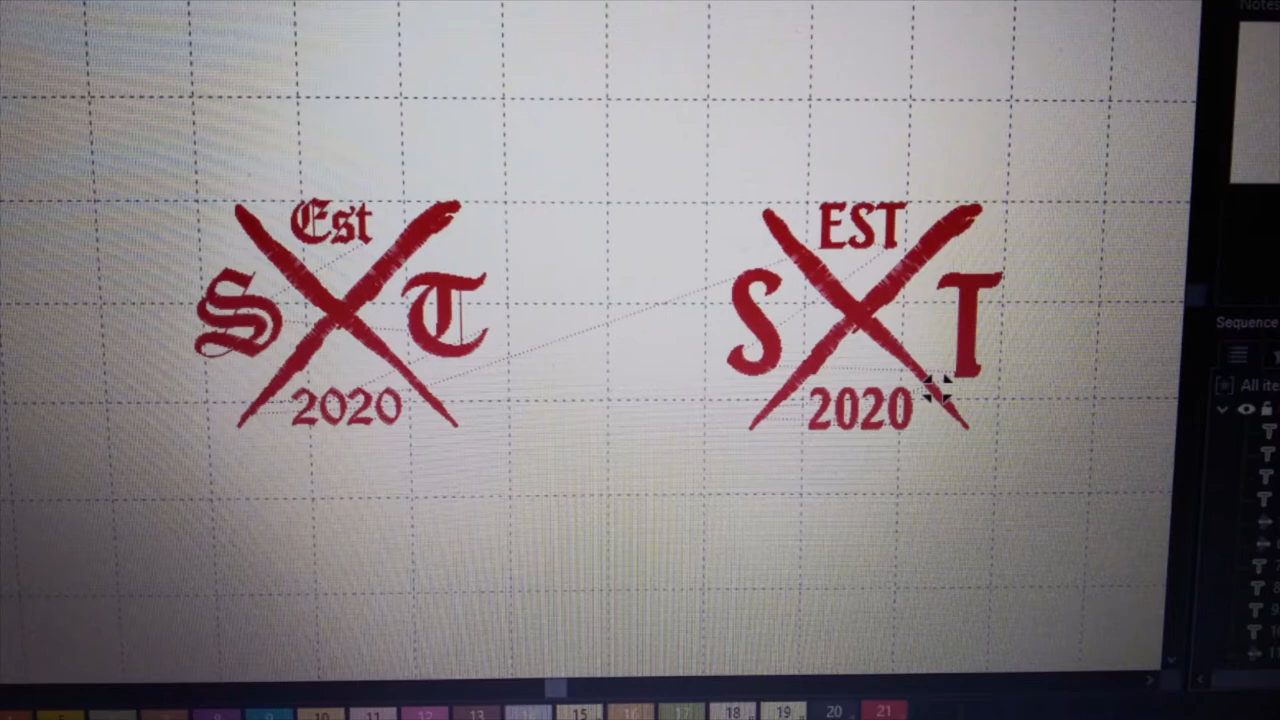 Notes
Est
S T
2020
EST
S T
2020
Sequence
All ite
10 11 12 13 15 16 17 18 19 20 21